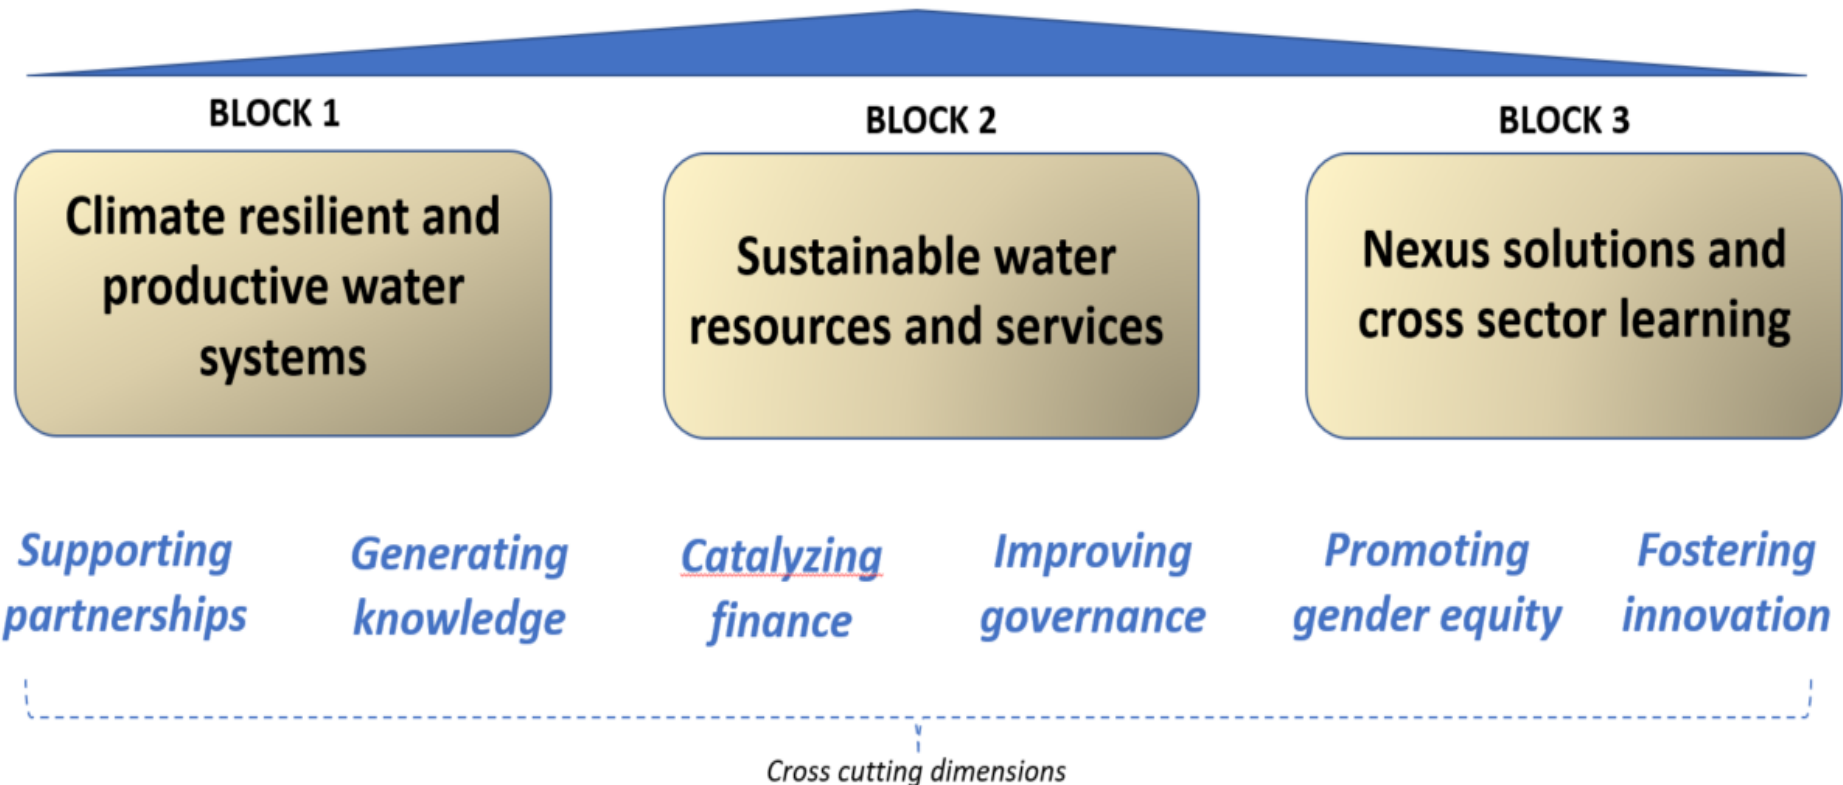 BLOCK 1
Climate resilient and
productive water
systems
BLOCK 2
Sustainable water
resources and services
BLOCK 3
Nexus solutions and
cross sector learning
Supporting
partnerships
Generating
knowledge
Catalyzing
finance
Improving
governance
Promoting
gender equity
Fostering
innovation
Cross cutting dimensions